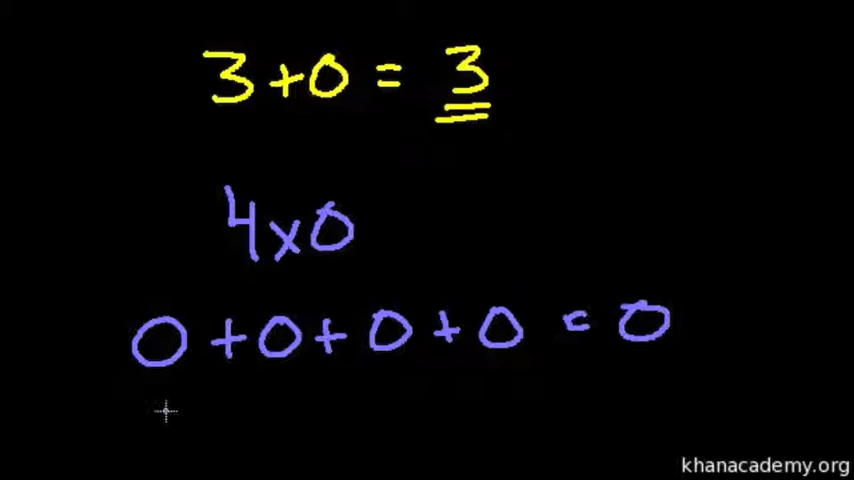 3+0 = 3
4x0
0 + 0 + 0 + 0 = 0
khanacademy.org